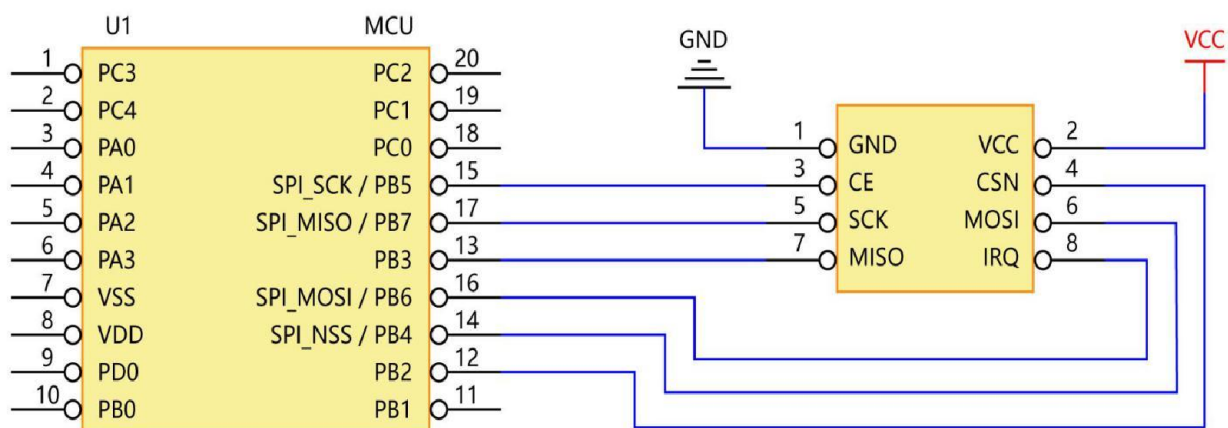 U1 MCU
GND
VCC
1 PC3 PC2 20
2 PC4 PC1 19
3 PA0 PC0 18
4 PA1 SPI_SCK / PB5 15
5 PA2 SPI_MISO / PB7 17
6 PA3 PB3 13
7 VSS SPI_MOSI / PB6 16
8 VDD SPI_NSS / PB4 14
9 PD0 PB2 12
10 PB0 PB1 11
1 GND VCC 2
3 CE CSN 4
5 SCK MOSI 6
7 MISO IRQ 8